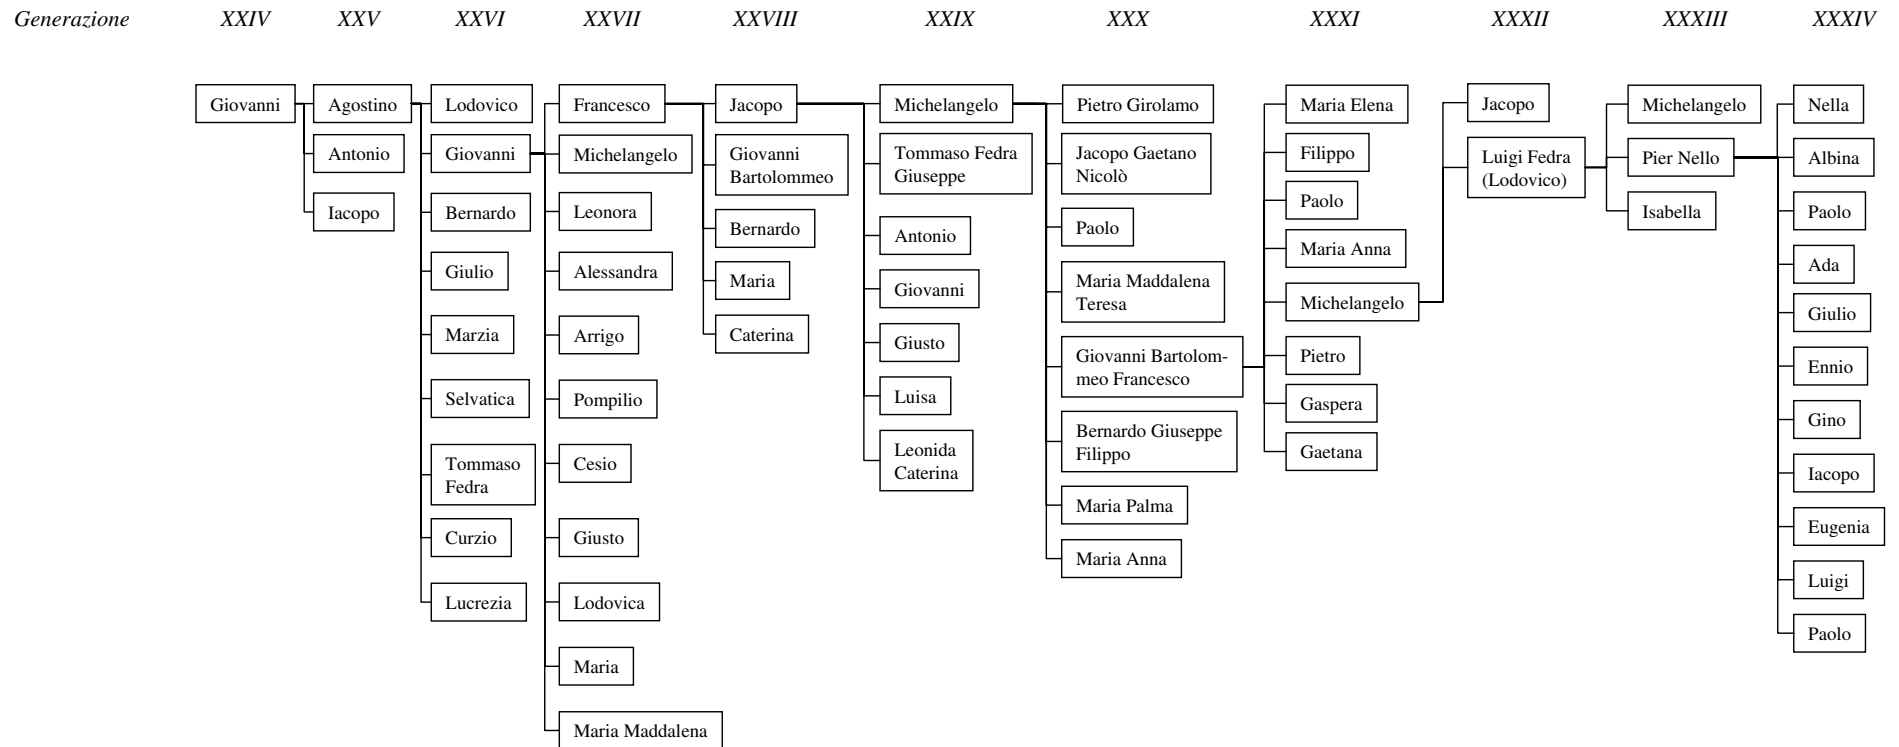 Generazione XXIV XXV XXVI XXVII XXVIII XXIX XXX XXXI XXXII XXXIII XXXIV
Giovanni
Agostino
Antonio
Iacopo
Lodovico
Giovanni
Bernardo
Giulio
Marzia
Selvatica
Tommaso
Fedra
Curzio
Lucrezia
Francesco
Michelangelo
Leonora
Alessandra
Arrigo
Pompilio
Cesio
Giusto
Lodovica
Maria
Maria Maddalena
Jacopo
Giovanni
Bartolommeo
Bernardo
Maria
Caterina
Michelangelo
Tommaso Fedra
Giuseppe
Antonio
Giovanni
Giusto
Luisa
Leonida
Caterina
Pietro Girolamo
Jacopo Gaetano
Nicolò
Paolo
Maria Maddalena
Teresa
Giovanni Bartolom-
meo Francesco
Bernardo Giuseppe
Filippo
Maria Palma
Maria Anna
Maria Elena
Filippo
Paolo
Maria Anna
Michelangelo
Pietro
Gaspera
Gaetana
Jacopo
Luigi Fedra
(Lodovico)
Michelangelo
Pier Nello
Isabella
Nella
Albina
Paolo
Ada
Giulio
Ennio
Gino
Iacopo
Eugenia
Luigi
Paolo